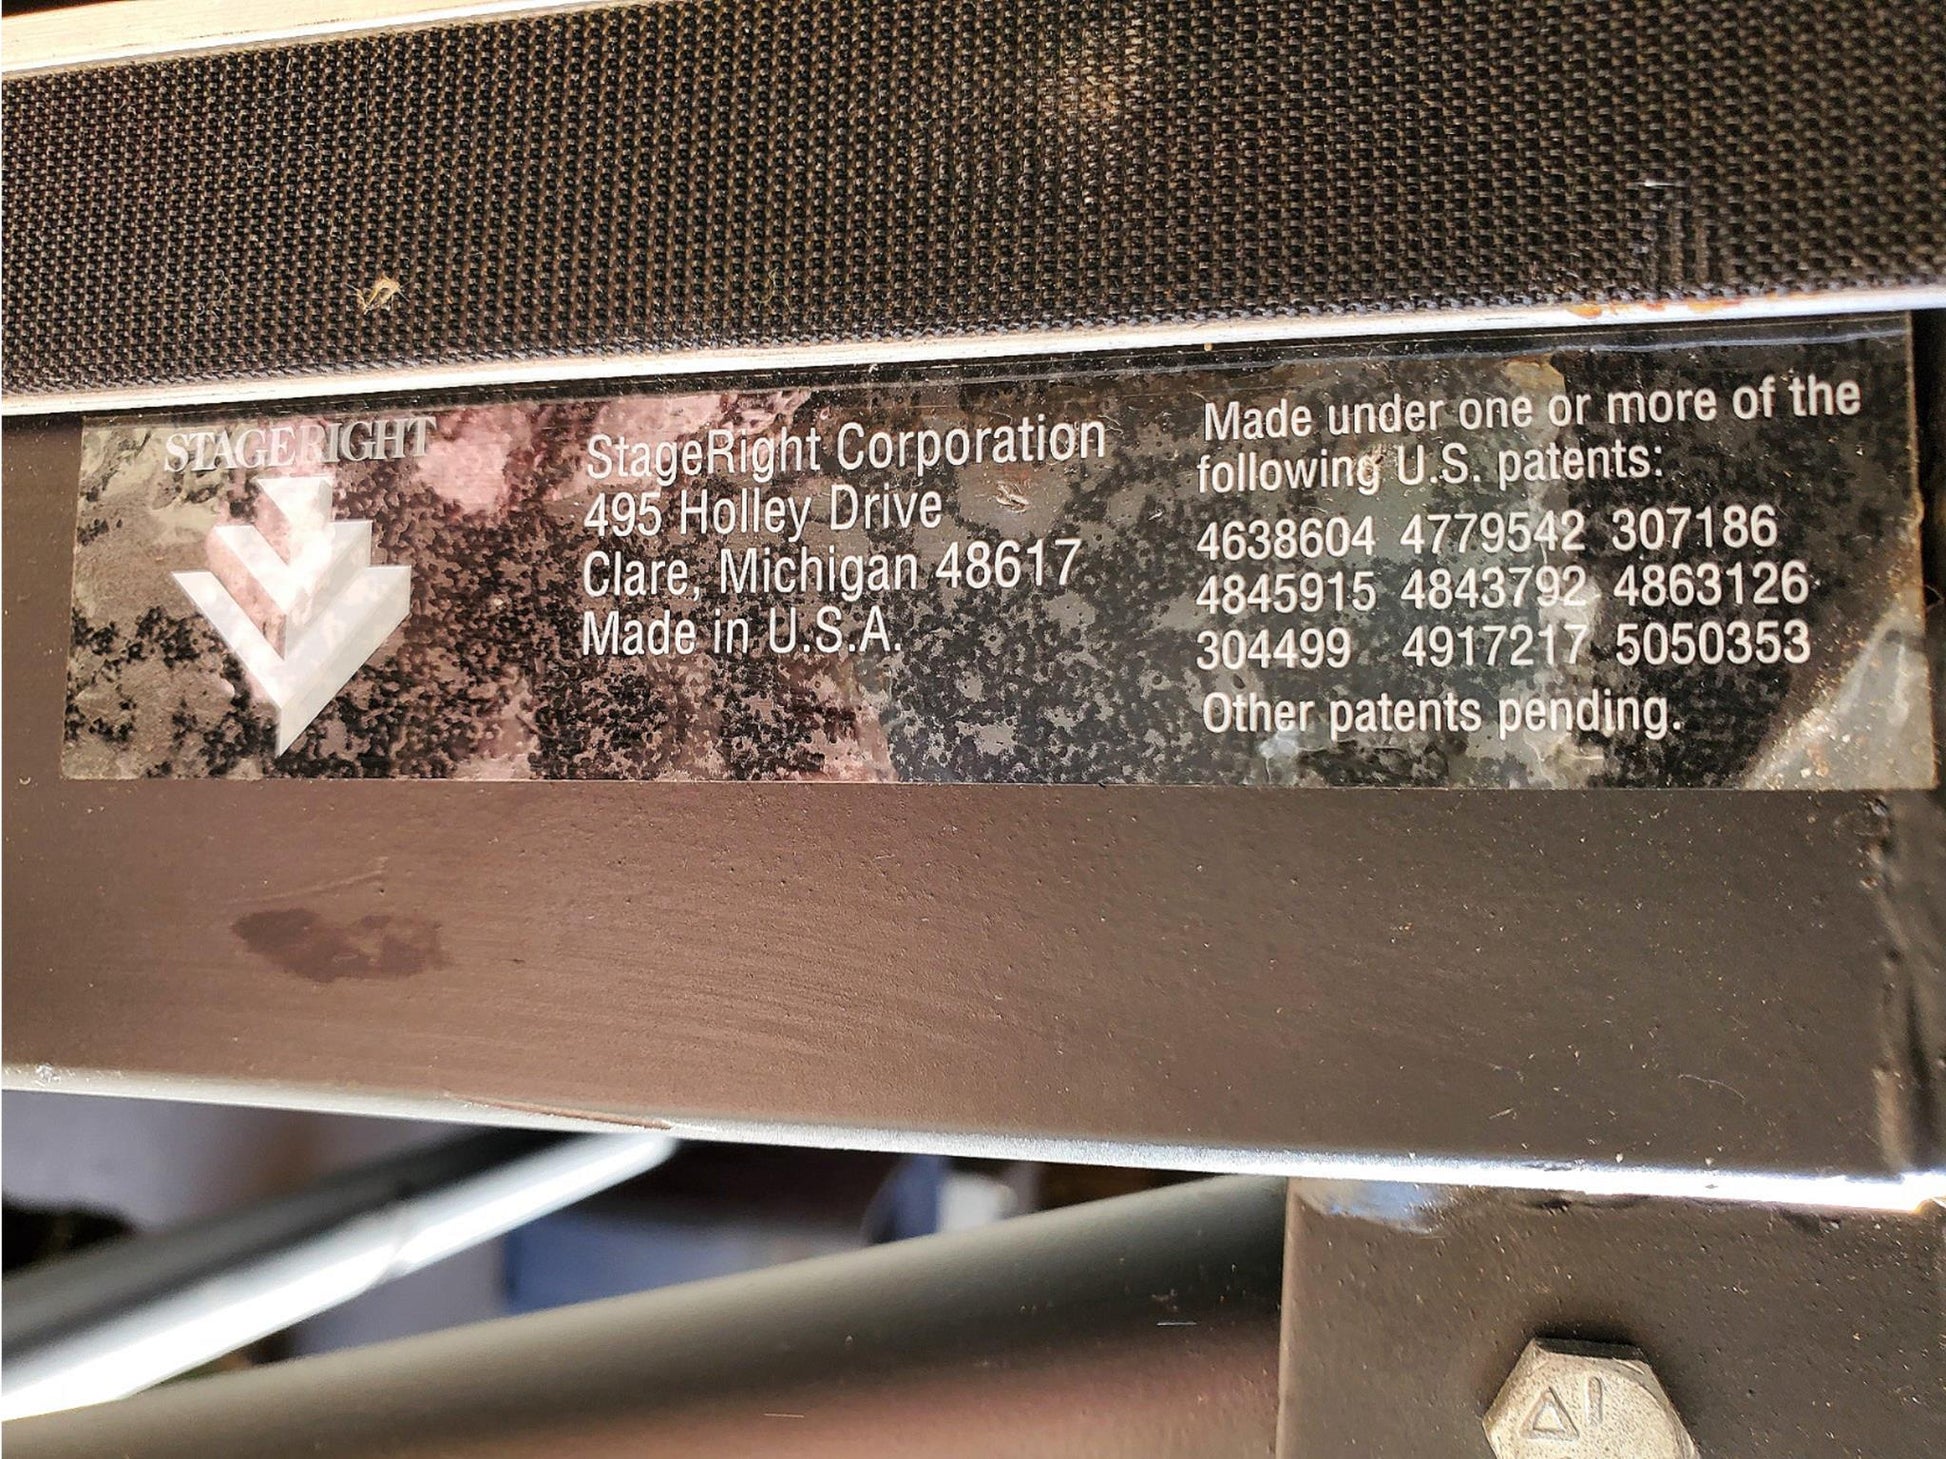 STAGERIGHT
StageRight Corporation
495 Holley Drive
Clare, Michigan 48617
Made in U.S.A.
Made under one or more of the
following U.S. patents:
4638604 4779542 307186
4845915 4843792 4863126
304499 4917217 5050353
Other patents pending.